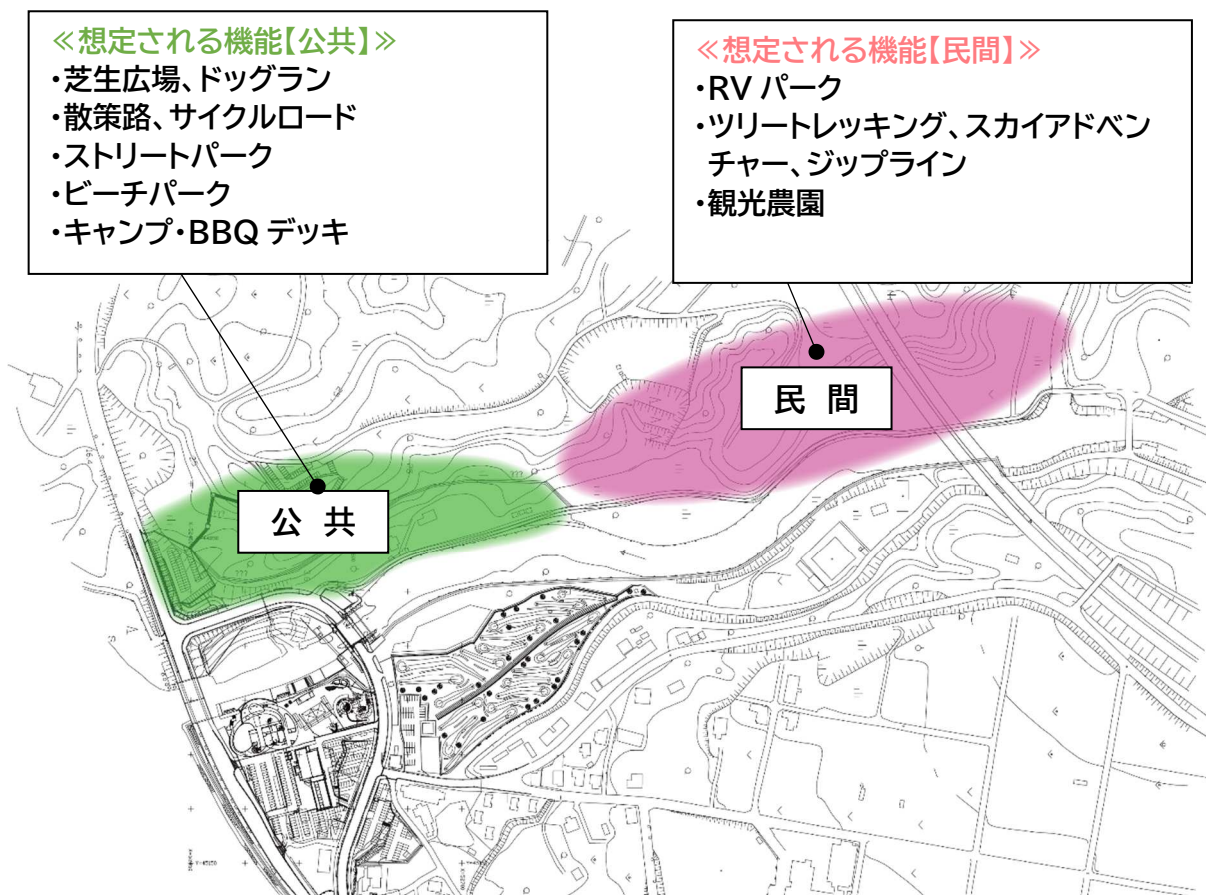 ≪想定される機能【公共】≫
・芝生広場、ドッグラン
・散策路、サイクルロード
・ストリートパーク
・ビーチパーク
・キャンプ・BBQ デッキ
≪想定される機能【民間】≫
・RV パーク
・ツリートレッキング、スカイアドベン
チャー、ジップライン
・観光農園
民 間
公 共